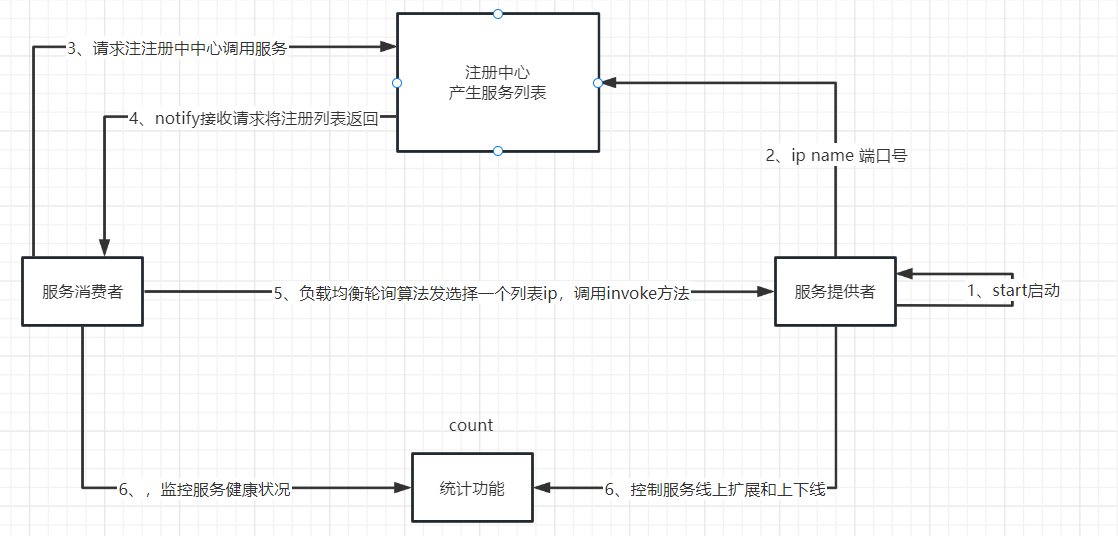 3、请求注注册中中心调用服务
注册中心
产生服务列表
4、notify接收请求将注册列表返回
2、ip name 端口号
服务消费者
5、负载均衡轮询算法发选择一个列表ip，调用invoke方法
服务提供者
1、start启动
count
6、，监控服务健康状况
统计功能
6、控制服务线上扩展和上下线